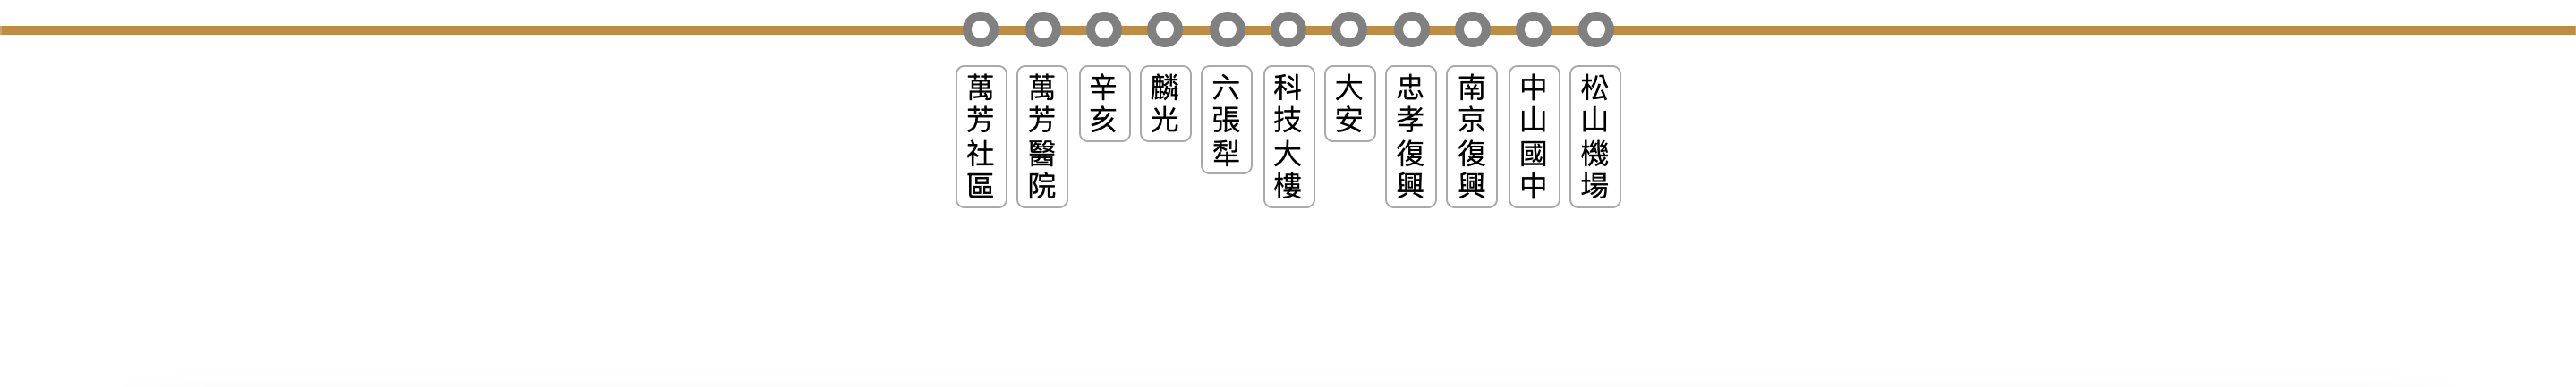 萬芳社區
萬芳醫院
辛亥
麟光
六張犁
科技大樓
大安
忠孝復興
南京復興
中山國中
松山機場